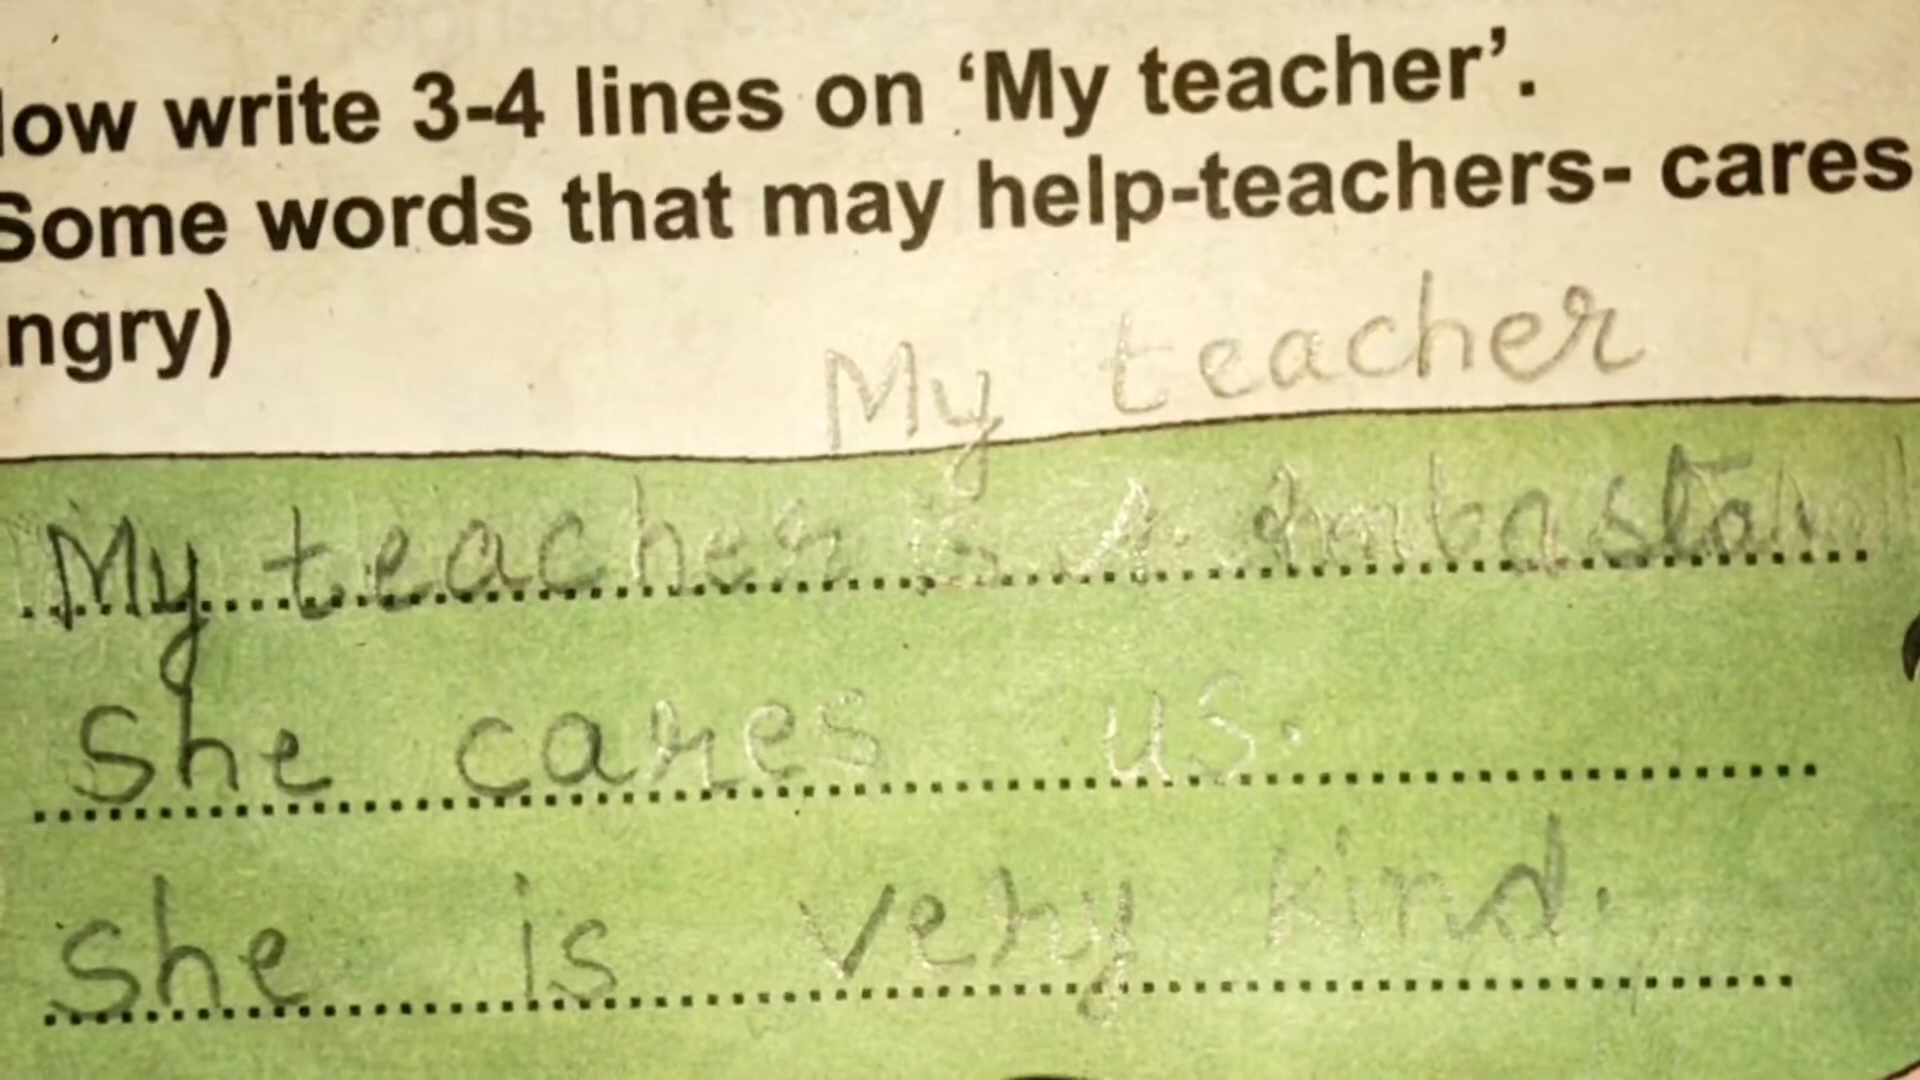 ow write 3-4 lines on ‘My teacher’.
Some words that may help-teachers- cares
ngry)
My teacher
My teacher is
She cares us.
She is very kind.